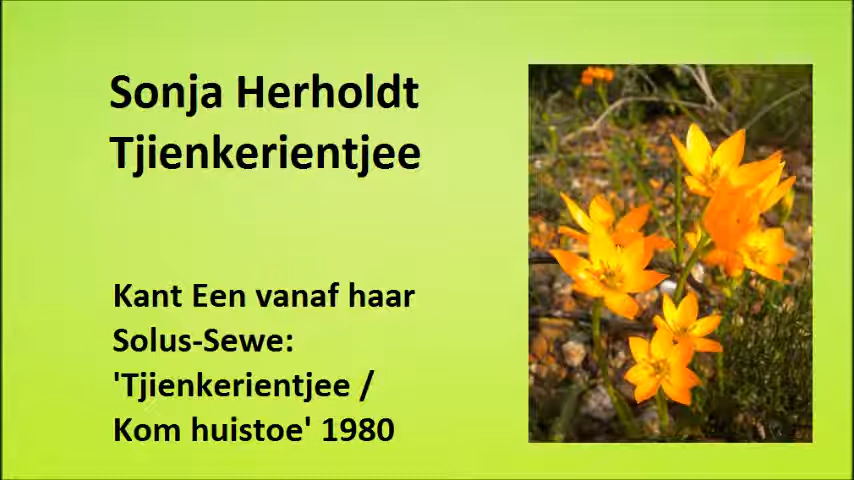 Sonja Herholdt
Tjienkerientjee
Kant Een vanaf haar
Solus-Sewe:
'Tjienkerientjee /
Kom huistoe' 1980